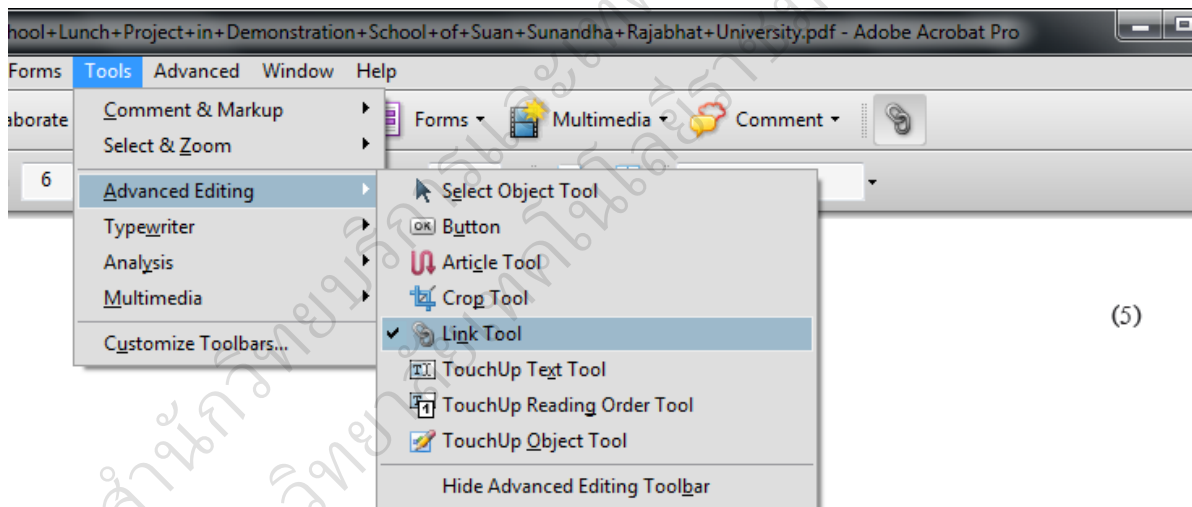 hool+Lunch+Project+in+Demonstration+School+of+Suan+Sunandha+Rajabhat+University.pdf - Adobe Acrobat Pro
Forms Tools Advanced Window Help
aborate Forms Multimedia Comment
6
Comment & Markup
Select & Zoom
Advanced Editing
Typewriter
Analysis
Multimedia
Customize Toolbars...
Select Object Tool
OK Button
Article Tool
Crop Tool
Link Tool
TouchUp Text Tool
TouchUp Reading Order Tool
TouchUp Object Tool
Hide Advanced Editing Toolbar
(5)